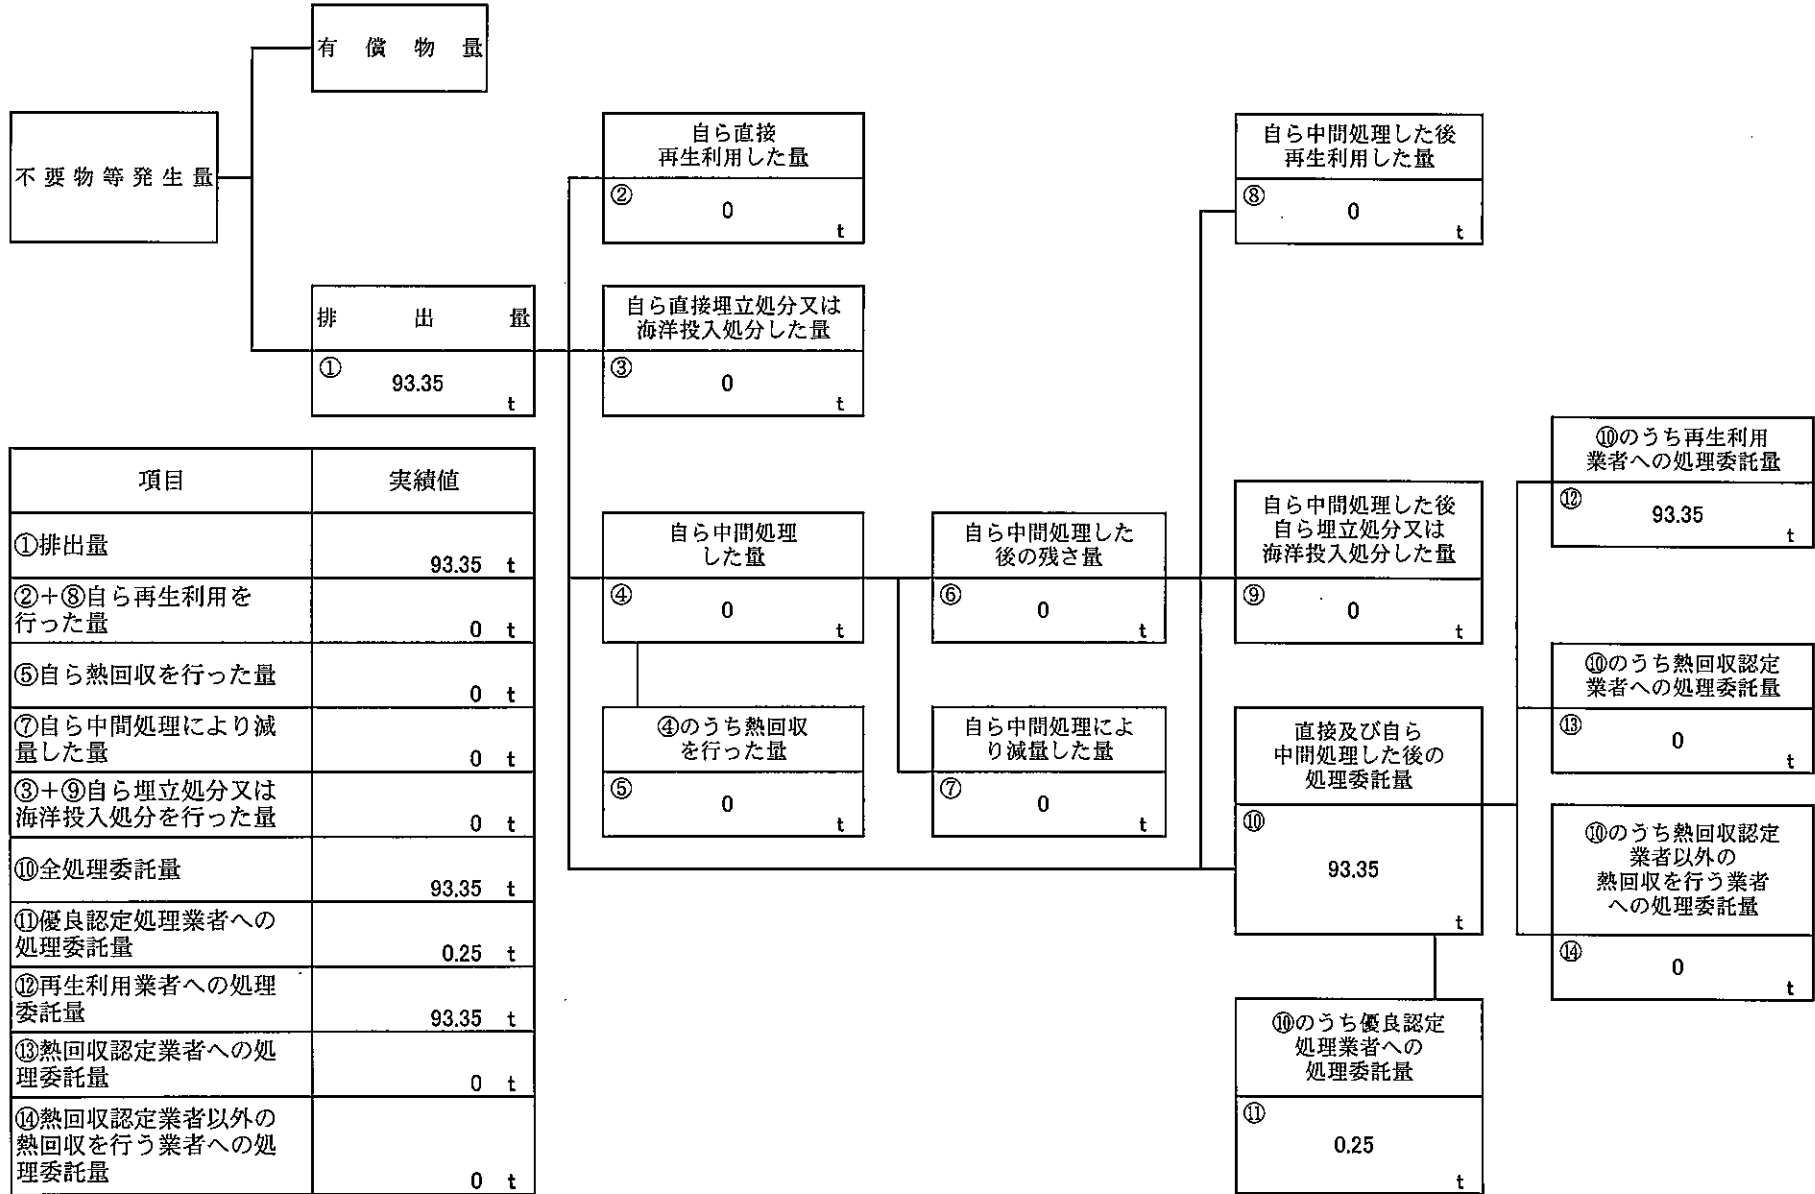 有償物量
不要物等発生量
排出量
①
93.35
t
自ら直接
再生利用した量
②
0
t
自ら直接埋立処分又は
海洋投入処分した量
③
0
t
自ら中間処理
した量
④
0
t
④のうち熱回収
を行った量
⑤
0
t
自ら中間処理した
後の残さ量
⑥
0
t
自ら中間処理によ
り減量した量
⑦
0
t
自ら中間処理した後
再生利用した量
⑧
0
t
自ら中間処理した後
自ら埋立処分又は
海洋投入処分した量
⑨
0
t
直接及び自ら
中間処理した後の
処理委託量
⑩
93.35
t
⑩のうち優良認定
処理業者への
処理委託量
⑪
0.25
t
⑩のうち再生利用
業者への処理委託量
⑫
93.35
t
⑩のうち熱回収認定
業者への処理委託量
⑬
0
t
⑩のうち熱回収認定
業者以外の
熱回収を行う業者
への処理委託量
⑭
0
t
項目 実績値
①排出量
93.35 t
②+⑧自ら再生利用を
行った量
0 t
⑤自ら熱回収を行った量
0 t
⑦自ら中間処理により減
量した量
0 t
③+⑨自ら埋立処分又は
海洋投入処分を行った量
0 t
⑩全処理委託量
93.35 t
⑪優良認定処理業者への
処理委託量
0.25 t
⑫再生利用業者への処理
委託量
93.35 t
⑬熱回収認定業者への処
理委託量
0 t
⑭熱回収認定業者以外の
熱回収を行う業者への処
理委託量
0 t